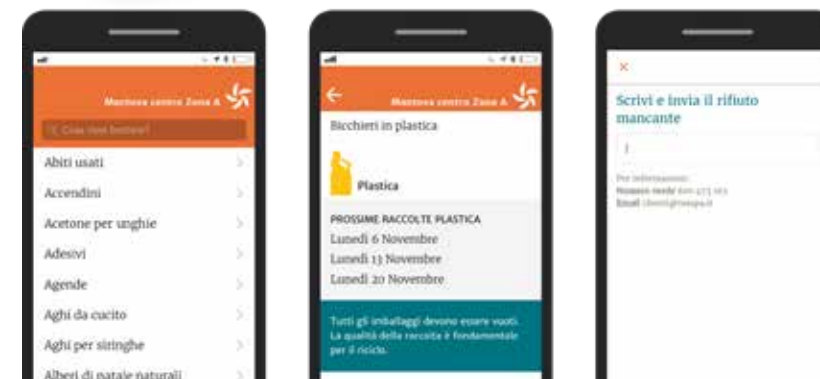 Mantova centro Zona A
Cosa vuoi buttare?
Abiti usati
Accendini
Acetone per unghie
Adesivi
Agende
Aghi da cucito
Aghi per siringhe
Alberi di natale naturali
Mantova centro Zona A
Bicchieri in plastica
Plastica
PROSSIME RACCOLTE PLASTICA
Lunedì 6 Novembre
Lunedì 13 Novembre
Lunedì 20 Novembre
Tutti gli imballaggi devono essere vuoti.
La qualità della raccolta è fondamentale
per il riciclo.
Scrivi e invia il rifiuto
mancante
Per informazioni:
Numero verde
Email